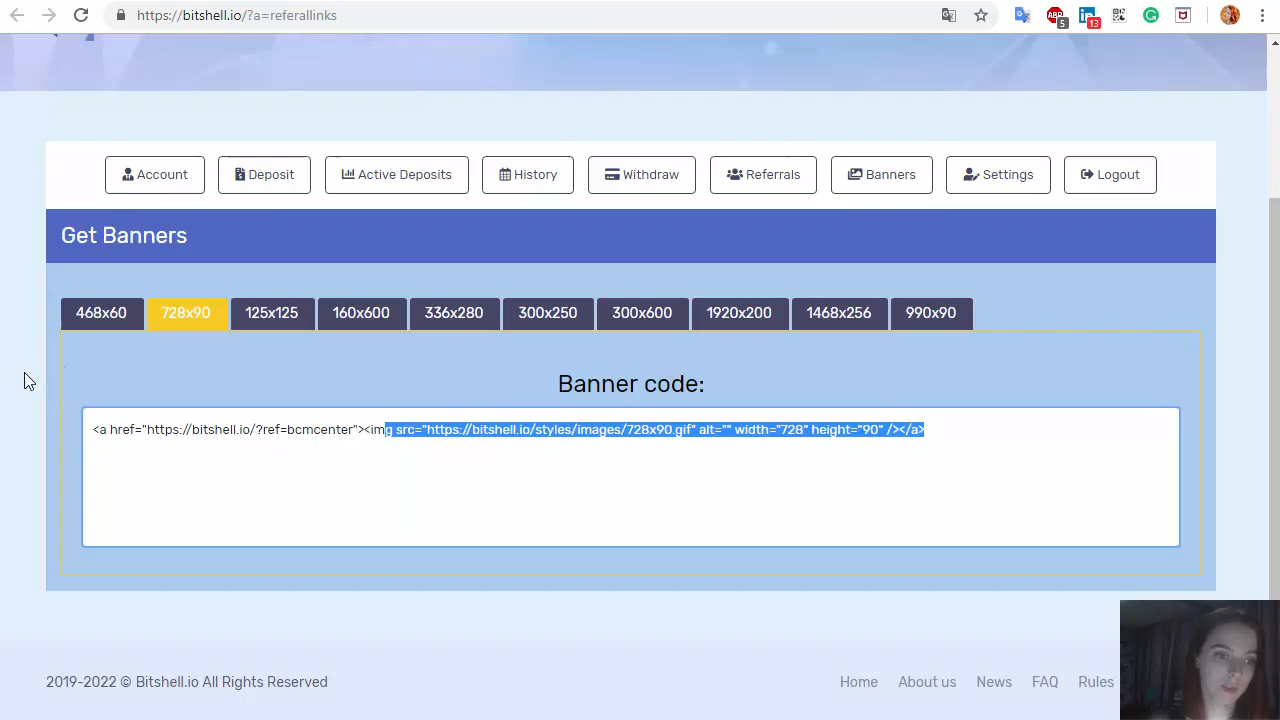 https://bitshell.io/?a=referallinks
5
13
Account
Deposit
Active Deposits
History
Withdraw
Referrals
Banners
Settings
Logout
Get Banners
468x60
728x90
125x125
160x600
336x280
300x250
300x600
1920x200
1468x256
990x90
Banner code:
<a href="https://bitshell.io/?ref=bcmcenter"><img src="https://bitshell.io/styles/images/728x90.gif" alt="" width="728" height="90" /></a>
2019-2022 © Bitshell.io All Rights Reserved
Home
About us
News
FAQ
Rules